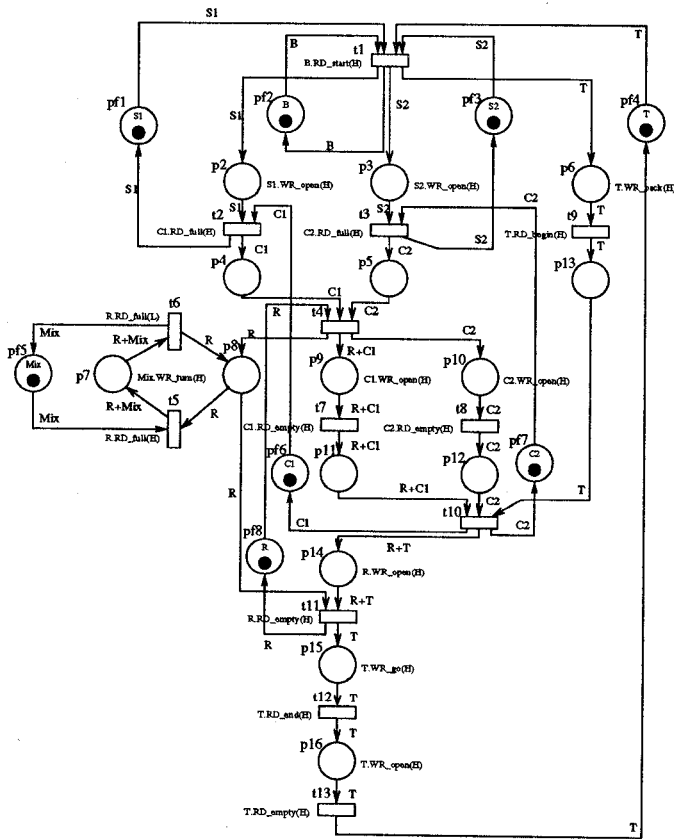 S1
T
B
t1
S2
B.RD_start(H)
pf1
S1
pf2
B
pf3
S2
pf4
T
S1
S2
T
B
p2
p3
p6
S1.WR_open(H)
S2.WR_open(H)
T.WR_back(H)
S1
S1
C1
S2
C2
T
t2
t3
t9
C1.RD_full(H)
C2.RD_full(H)
T.RD_begin(H)
S2
T
C1
C2
p4
p5
p13
t6
R.RD_full(L)
R
t4
C2
C1
Mix
R
R
C2
R+Mix
p8
p9
R+C1
p10
pf5
Mix
p7
Mix.WR_turn(H)
C1.WR_open(H)
C2.WR_open(H)
R+Mix
t5
R
t7
R+C1
t8
C2
Mix
C1.RD_empty(H)
C2.RD_empty(H)
R.RD_full(H)
R+C1
C2
pf6
C1
p11
p12
pf7
C2
R
R+C1
C2
T
t10
C1
C2
pf8
R
R+T
p14
R.WR_open(H)
t11
R+T
R.RD_empty(H)
R
T
p15
T.WR_go(H)
t12
T
T.RD_end(H)
T
p16
T.WR_open(H)
t13
T
T.RD_empty(H)
T